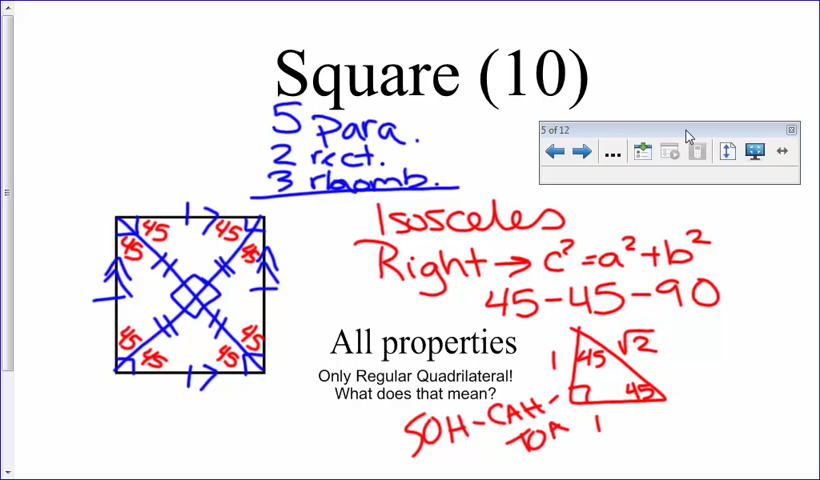 Square (10)
5 Para.
2 rect.
3 rhomb.
5 of 12
...
Isosceles
Right → c² = a² + b²
45-45-90
45 45
45 45
45 45
45 45
All properties
Only Regular Quadrilateral!
What does that mean?
1 45 √2
45
1
SOH-CAH-
TOA